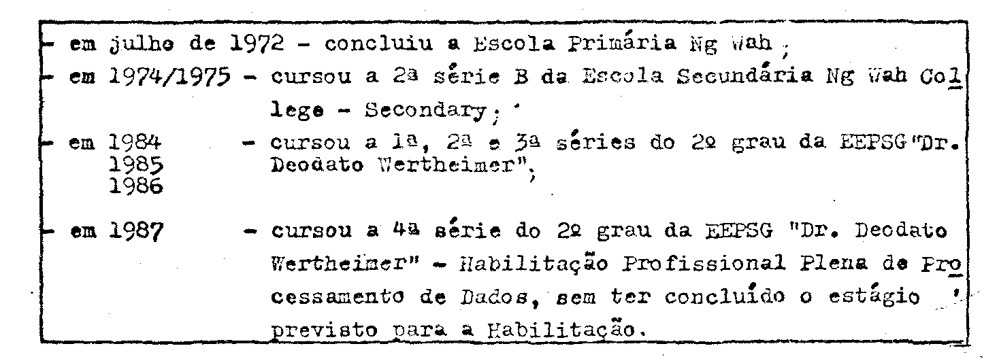 - em julho de 1972 - concluiu a Escola Primária Ng Wah ;
- em 1974/1975 - cursou a 2ª série B da Escola Secundária Ng Wah Col
lege - Secondary;
- em 1984 - cursou a 1ª, 2ª e 3ª séries do 2º grau da EEPSG "Dr.
1985 Deodato Wertheimer";
1986
- em 1987 - cursou a 4ª série do 2º grau da EEPSG "Dr. Deodato
Wertheimer" - Habilitação Profissional Plena de Pro
cessamento de Dados, sem ter concluído o estágio
previsto para a Habilitação.